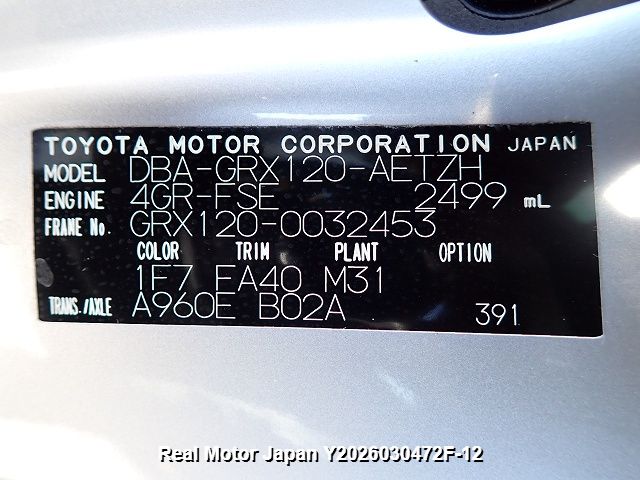 TOYOTA MOTOR CORPORATION JAPAN
MODEL DBA-GRX120-AETZH
ENGINE 4GR-FSE 2499 mL
FRAME No. GRX120-0032453
COLOR TRIM PLANT OPTION
1F7 FA40 M31
TRANS./AXLE A960E B02A 391
Real Motor Japan Y2026030472F-12